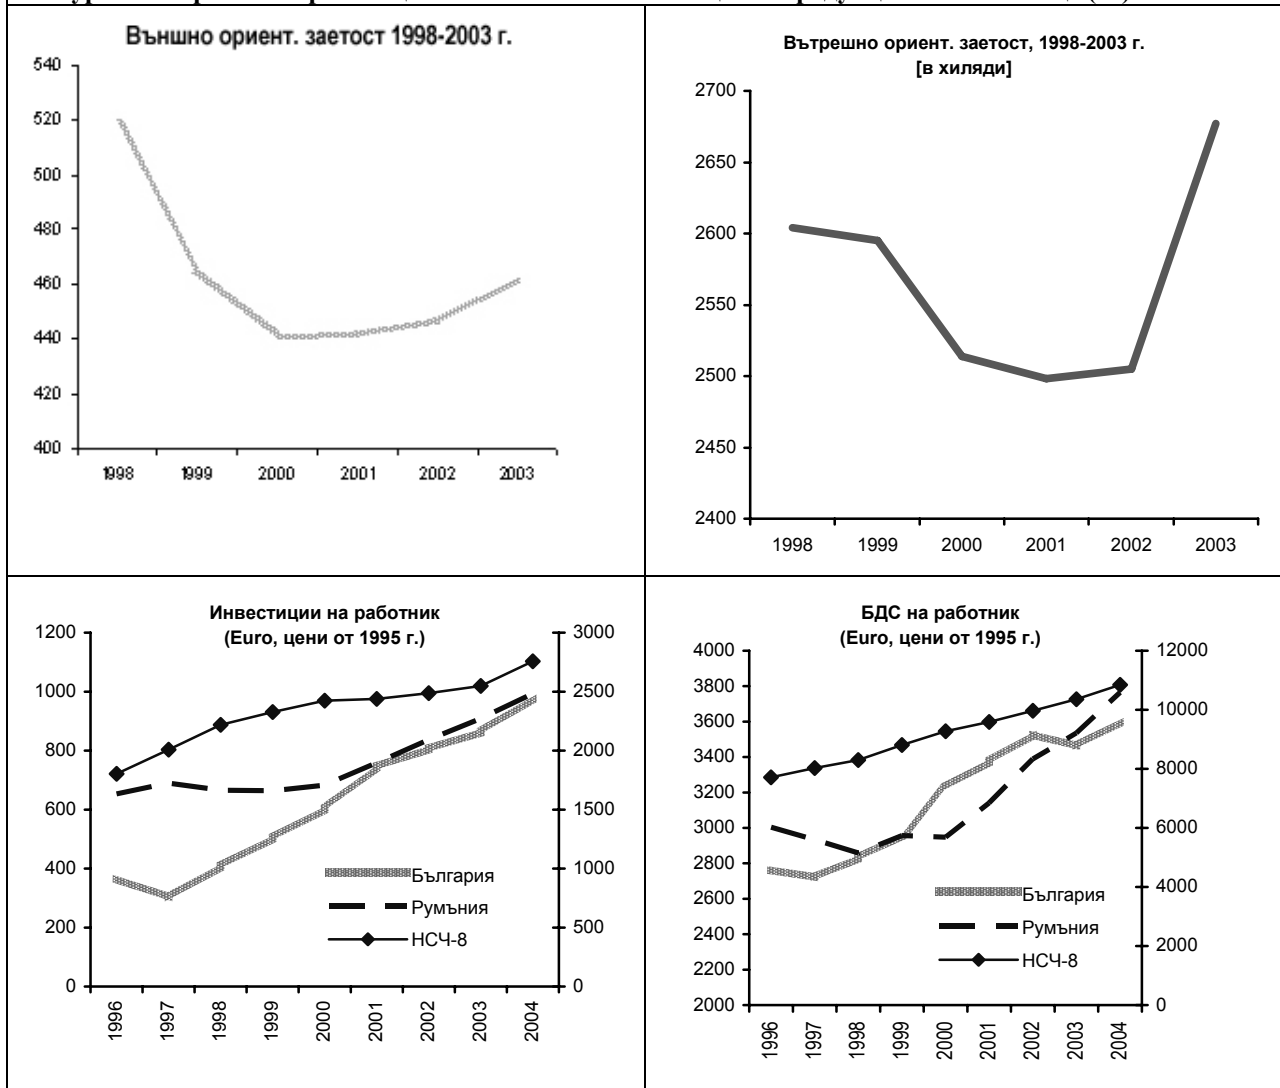 Външно ориент. заетост 1998-2003 г.
540
520
500
480
460
440
420
400
1998 1999 2000 2001 2002 2003
Вътрешно ориент. заетост, 1998-2003 г.
[в хиляди]
2700
2650
2600
2550
2500
2450
2400
1998 1999 2000 2001 2002 2003
Инвестиции на работник
(Euro, цени от 1995 г.)
1200 3000
1000 2500
800 2000
600 1500
400 1000
200 500
0 0
България
Румъния
НСЧ-8
1996 1997 1998 1999 2000 2001 2002 2003 2004
БДС на работник
(Euro, цени от 1995 г.)
4000 12000
3800
3600 10000
3400
3200 8000
3000 6000
2800
2600 4000
2400
2200 2000
2000 0
България
Румъния
НСЧ-8
1996 1997 1998 1999 2000 2001 2002 2003 2004